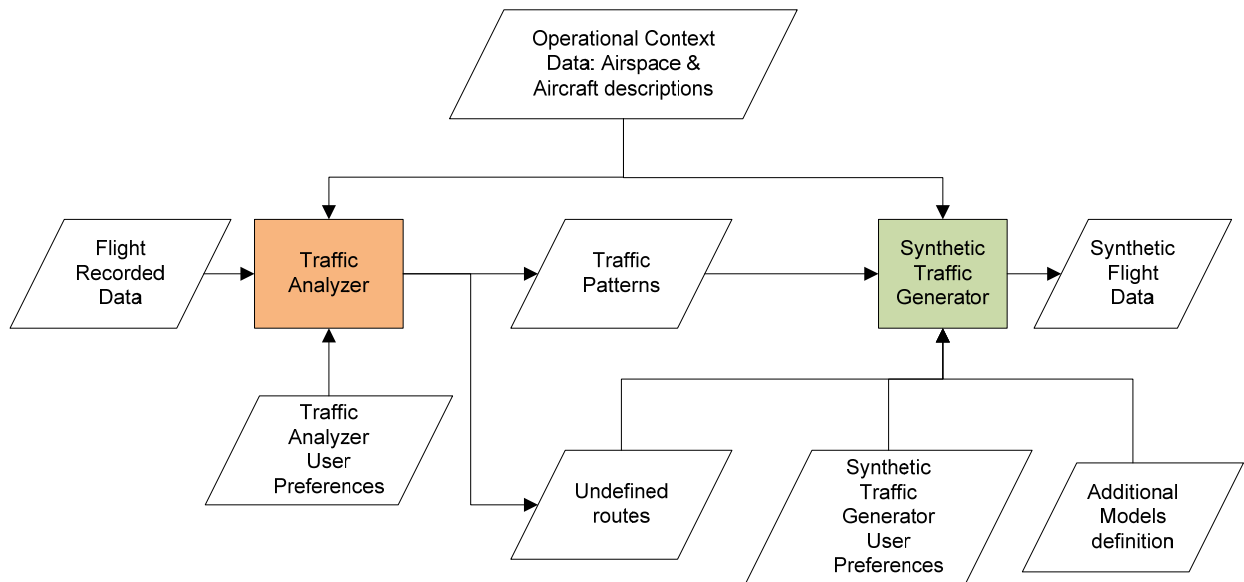 Operational Context
Data: Airspace &
Aircraft descriptions
Flight
Recorded
Data
Traffic
Analyzer
Traffic
Patterns
Synthetic
Traffic
Generator
Synthetic
Flight
Data
Traffic
Analyzer
User
Preferences
Undefined
routes
Synthetic
Traffic
Generator
User
Preferences
Additional
Models
definition